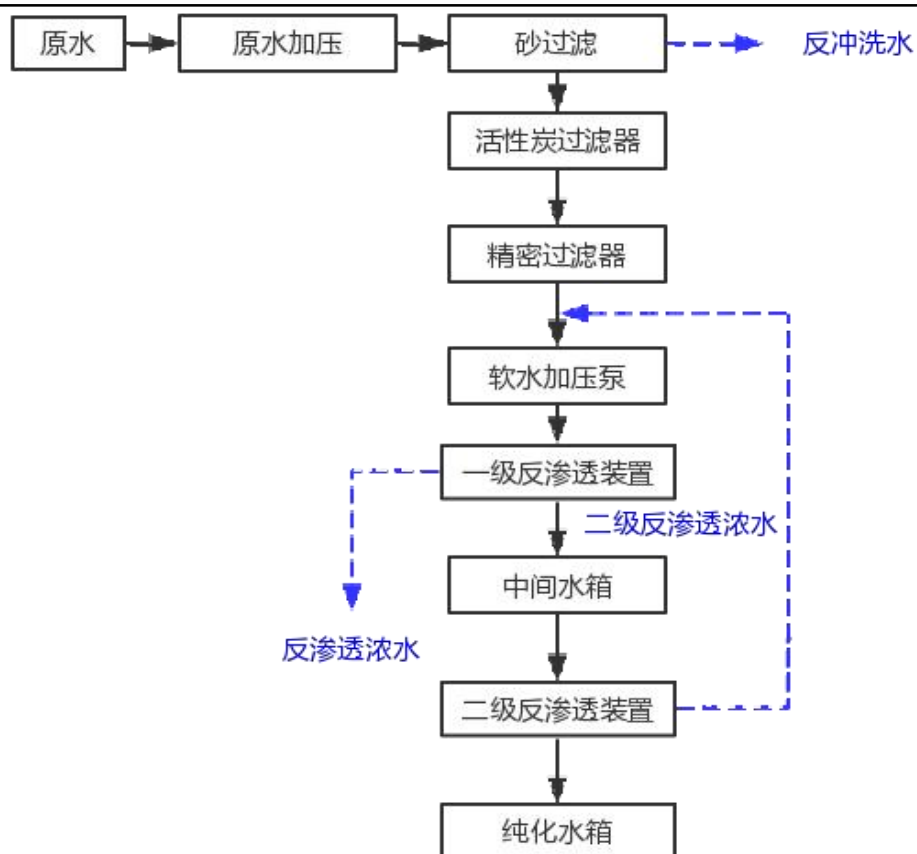 原水
原水加压
砂过滤
反冲洗水
活性炭过滤器
精密过滤器
软水加压泵
一级反渗透装置
二级反渗透浓水
中间水箱
反渗透浓水
二级反渗透装置
纯化水箱